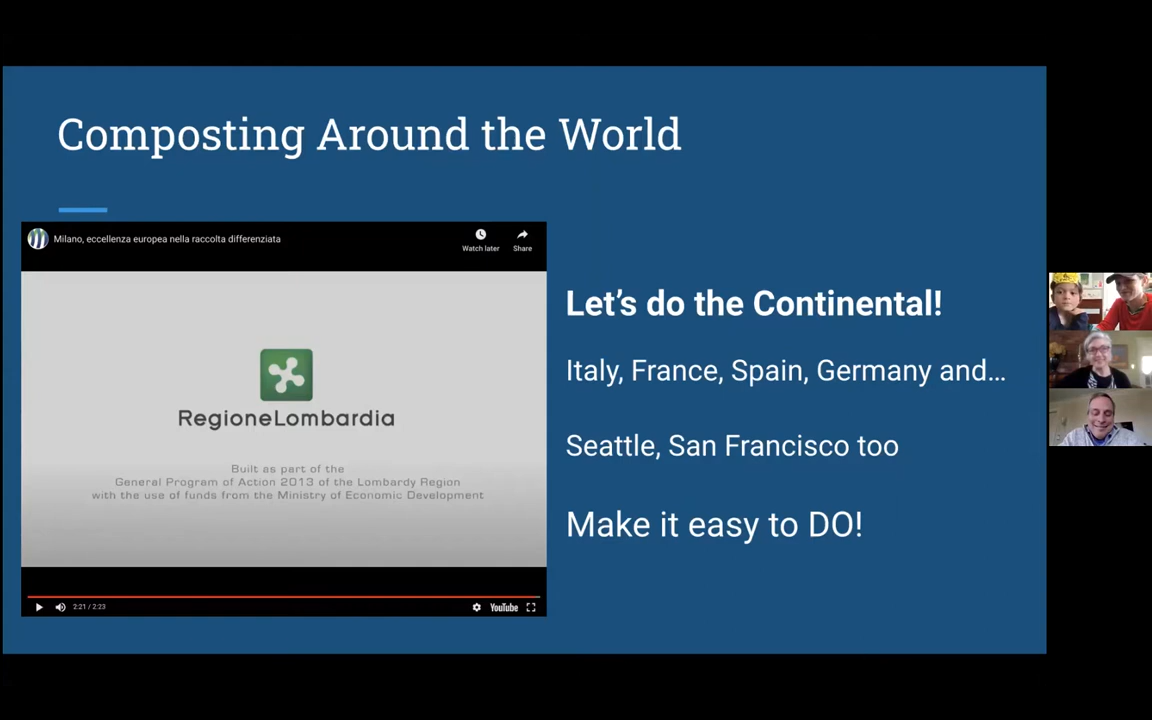 Composting Around the World
Milano, eccellenza europea nella raccolta differenziata
Watch later
Share
RegioneLombardia
Built as part of the
General Program of Action 2013 of the Lombardy Region
with the use of funds from the Ministry of Economic Development
2:21 / 2:23
YouTube
Let's do the Continental!
Italy, France, Spain, Germany and...
Seattle, San Francisco too
Make it easy to DO!